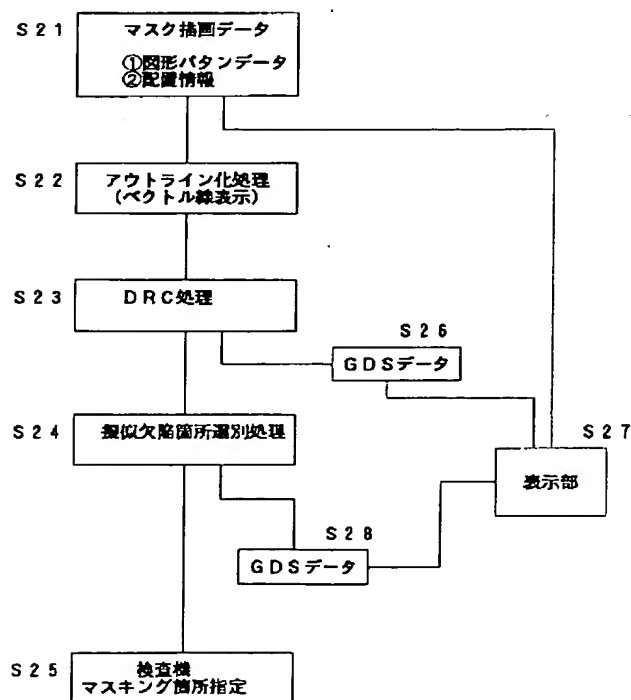 S21
マスク描画データ
①図形パタンデータ
②配置情報
S22
アウトライン化処理
(ベクトル線表示)
S23
DRC処理
S26
GDSデータ
S24
擬似欠陥箇所選別処理
S27
表示部
S28
GDSデータ
S25
検査機
マスキング箇所指定